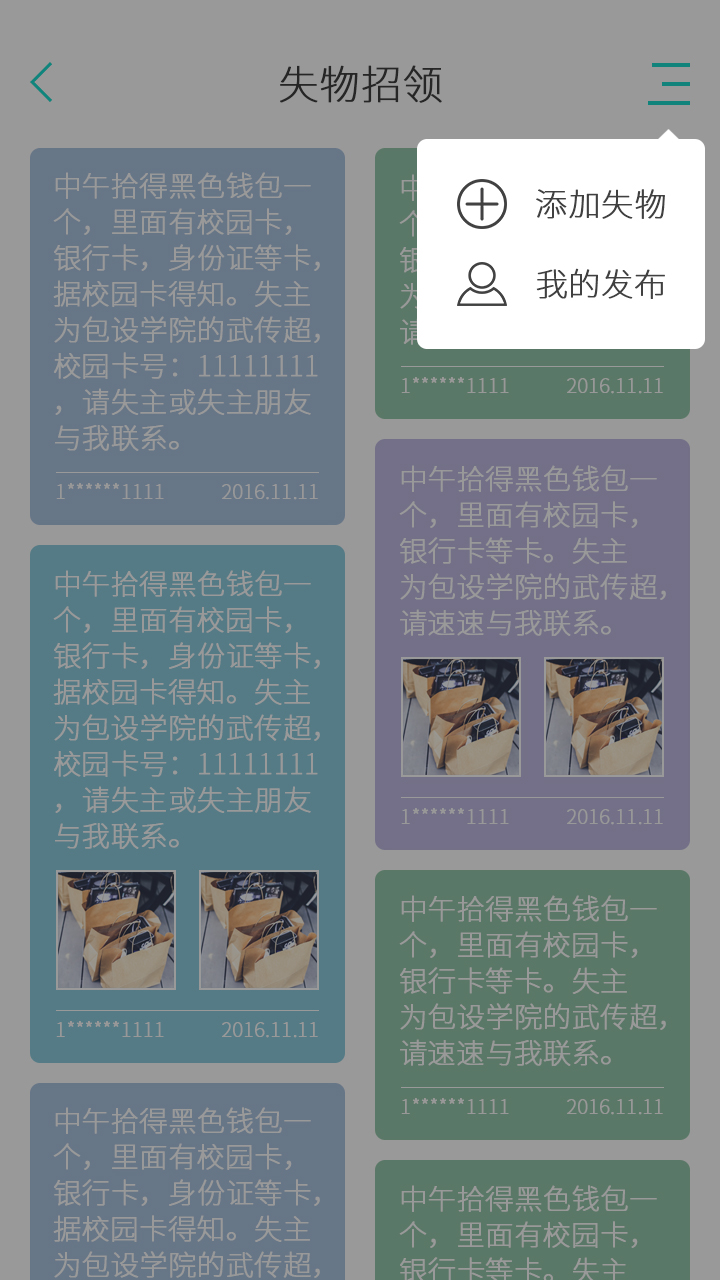 失物招领
添加失物
我的发布
中午拾得黑色钱包一
个，里面有校园卡，
银行卡，身份证等卡，
据校园卡得知。失主
为包设学院的武传超，
校园卡号：11111111
，请失主或失主朋友
与我联系。
1******1111 2016.11.11
中午拾得黑色钱包一
个，里面有校园卡，
银行卡，身份证等卡，
据校园卡得知。失主
为包设学院的武传超，
校园卡号：11111111
，请失主或失主朋友
与我联系。
1******1111 2016.11.11
中午拾得黑色钱包一
个，里面有校园卡，
银行卡，身份证等卡，
据校园卡得知。失主
为包设学院的武传超，
中
个
银
为
请
1******1111 2016.11.11
中午拾得黑色钱包一
个，里面有校园卡，
银行卡等卡。失主
为包设学院的武传超，
请速速与我联系。
1******1111 2016.11.11
中午拾得黑色钱包一
个，里面有校园卡，
银行卡等卡。失主
为包设学院的武传超，
请速速与我联系。
1******1111 2016.11.11
中午拾得黑色钱包一
个，里面有校园卡，
银行卡等卡。失主